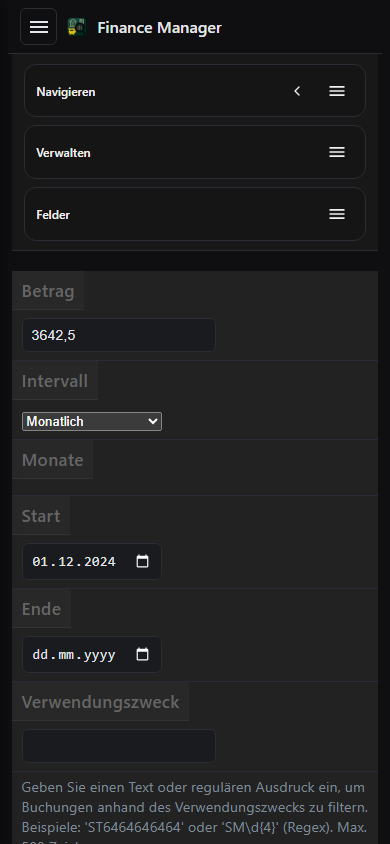 Finance Manager
Navigieren
Verwalten
Felder
Betrag
3642,5
Intervall
Monatlich
Monate
Start
01.12.2024
Ende
dd.mm.yyyy
Verwendungszweck
Geben Sie einen Text oder regulären Ausdruck ein, um
Buchungen anhand des Verwendungszwecks zu filtern.
Beispiele: 'ST6464646464' oder 'SM\d{4}' (Regex). Max.